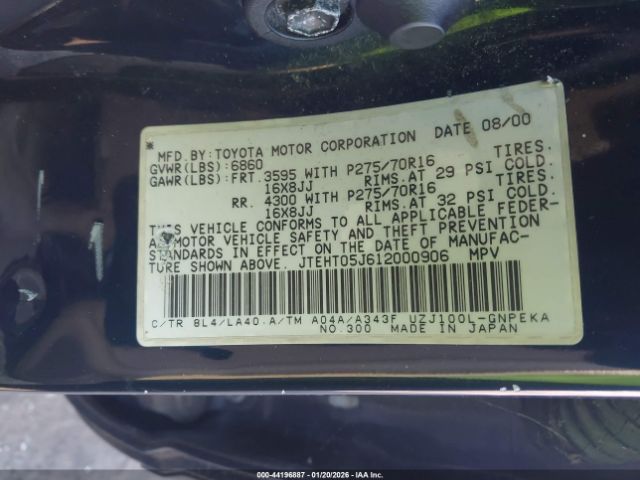 MFD.BY:TOYOTA MOTOR CORPORATION DATE 08/00
GVWR(LBS):6860
GAWR(LBS):FRT. 3595 WITH P275/70R16 TIRES.
16X8JJ RIMS.AT 29 PSI COLD.
RR. 4300 WITH P275/70R16 TIRES.
16X8JJ RIMS.AT 32 PSI COLD.
THIS VEHICLE CONFORMS TO ALL APPLICABLE FEDER-
AL MOTOR VEHICLE SAFETY AND THEFT PREVENTION
STANDARDS IN EFFECT ON THE DATE OF MANUFAC-
TURE SHOWN ABOVE. JTEHT05J612000906 MPV
C/TR 8L4/LA40 A/TM A04A/A343F UZJ100L-GNPEKA
NO.300 MADE IN JAPAN
000-44196887 - 01/20/2026 - IAA Inc.